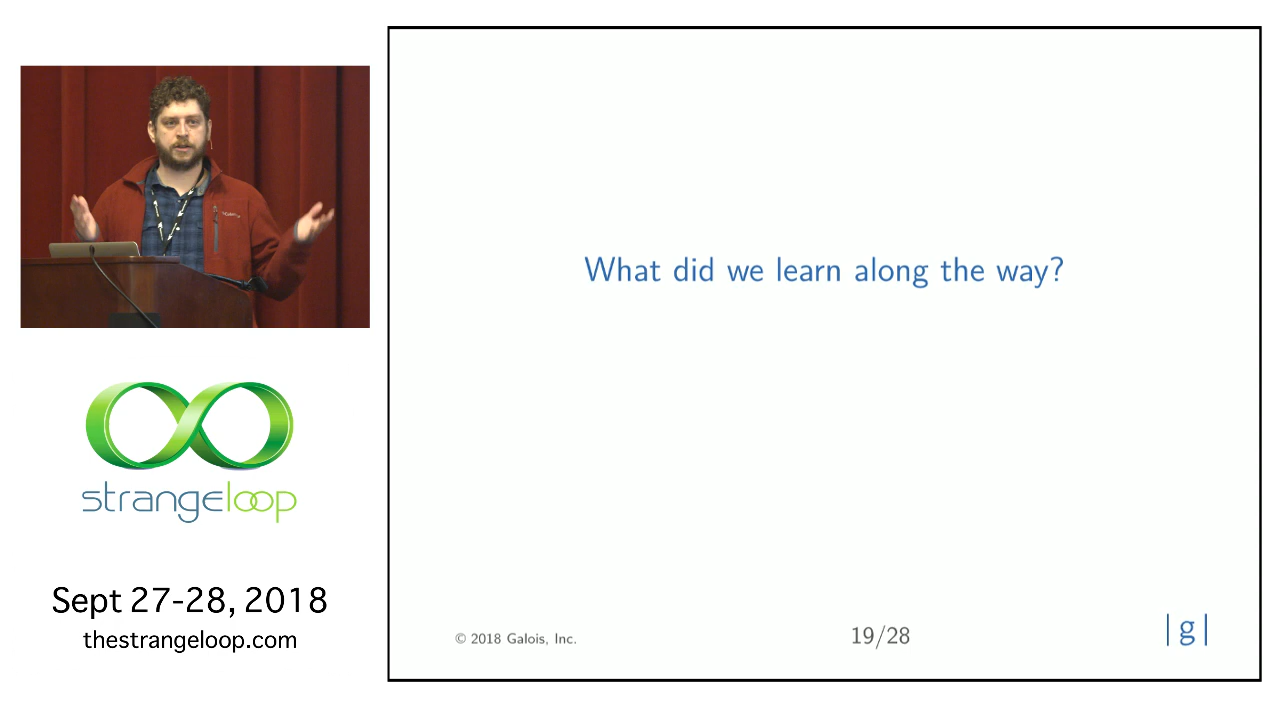 What did we learn along the way?
© 2018 Galois, Inc.
19/28
|g|
strangeloop
Sept 27-28, 2018
thestrangeloop.com